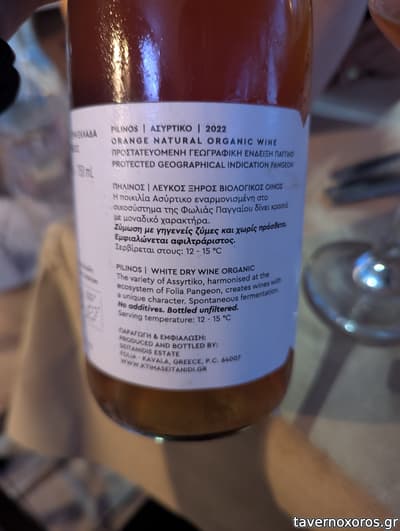 PILINOS | ΑΣΥΡΤΙΚΟ | 2022
ORANGE NATURAL ORGANIC WINE
ΠΡΟΣΤΑΤΕΥΟΜΕΝΗ ΓΕΩΓΡΑΦΙΚΗ ΕΝΔΕΙΞΗ ΠΑΓΓΑΙΟ
PROTECTED GEOGRAPHICAL INDICATION PANGEON
ΠΗΛΙΝΟΣ | ΛΕΥΚΟΣ ΞΗΡΟΣ ΒΙΟΛΟΓΙΚΟΣ ΟΙΝΟΣ
Η ποικιλία Ασύρτικο εναρμονισμένη στο
οικοσύστημα της Φωλιάς Παγγαίου δίνει κρασιά
με μοναδικό χαρακτήρα.
Ζύμωση με γηγενείς ζύμες και χωρίς πρόσθετα.
Εμφιαλώνεται αφιλτράριστος.
Σερβίρεται στους: 12 - 15 °C
PILINOS | WHITE DRY WINE ORGANIC
The variety of Assyrtiko, harmonised at the
ecosystem of Folia Pangeon, creates wines with
a unique character. Spontaneous fermentation.
No additives. Bottled unfiltered.
Serving temperature: 12 - 15 °C
ΠΑΡΑΓΩΓΗ & ΕΜΦΙΑΛΩΣΗ:
PRODUCED AND BOTTLED BY:
SEITANIDIS ESTATE
FOLIA - KAVALA, GREECE, P.C. 64007
WWW.KTIMASEITANIDI.GR
750 mL
tavernoxoros.gr